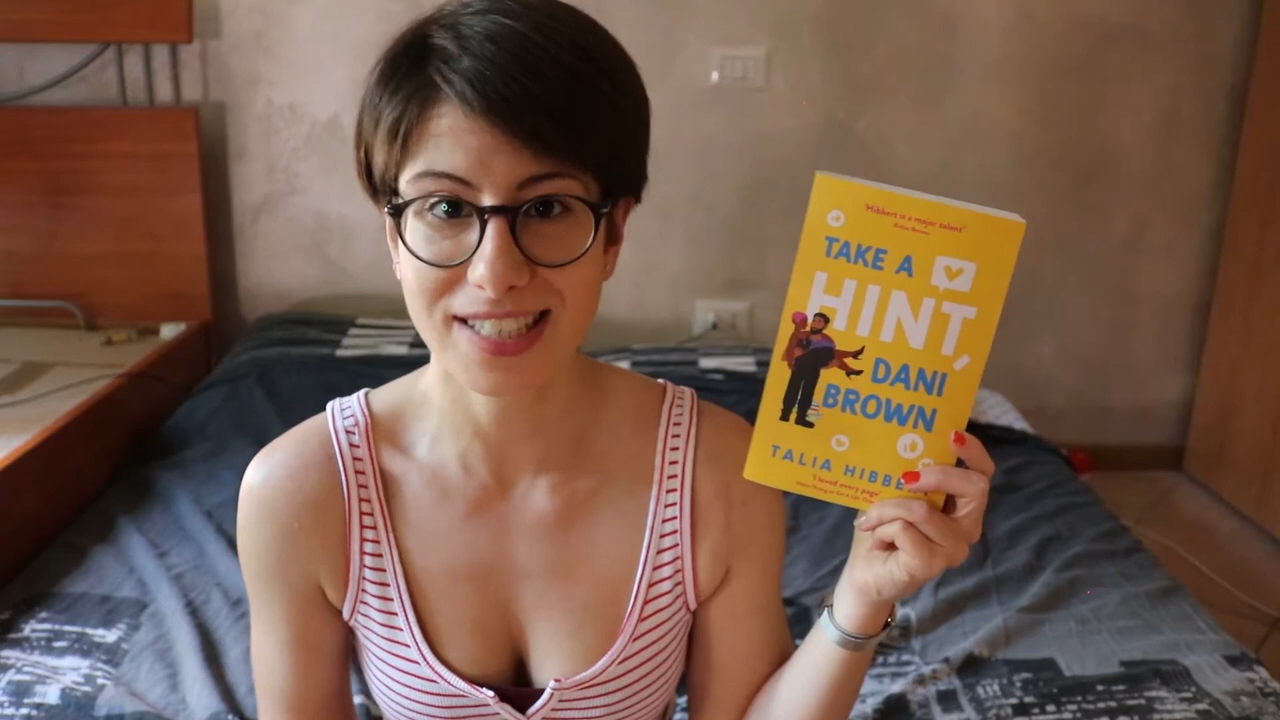 'Hibbert is a major talent'
TAKE A
HINT,
DANI
BROWN
TALIA HIBBE
'I loved every page'